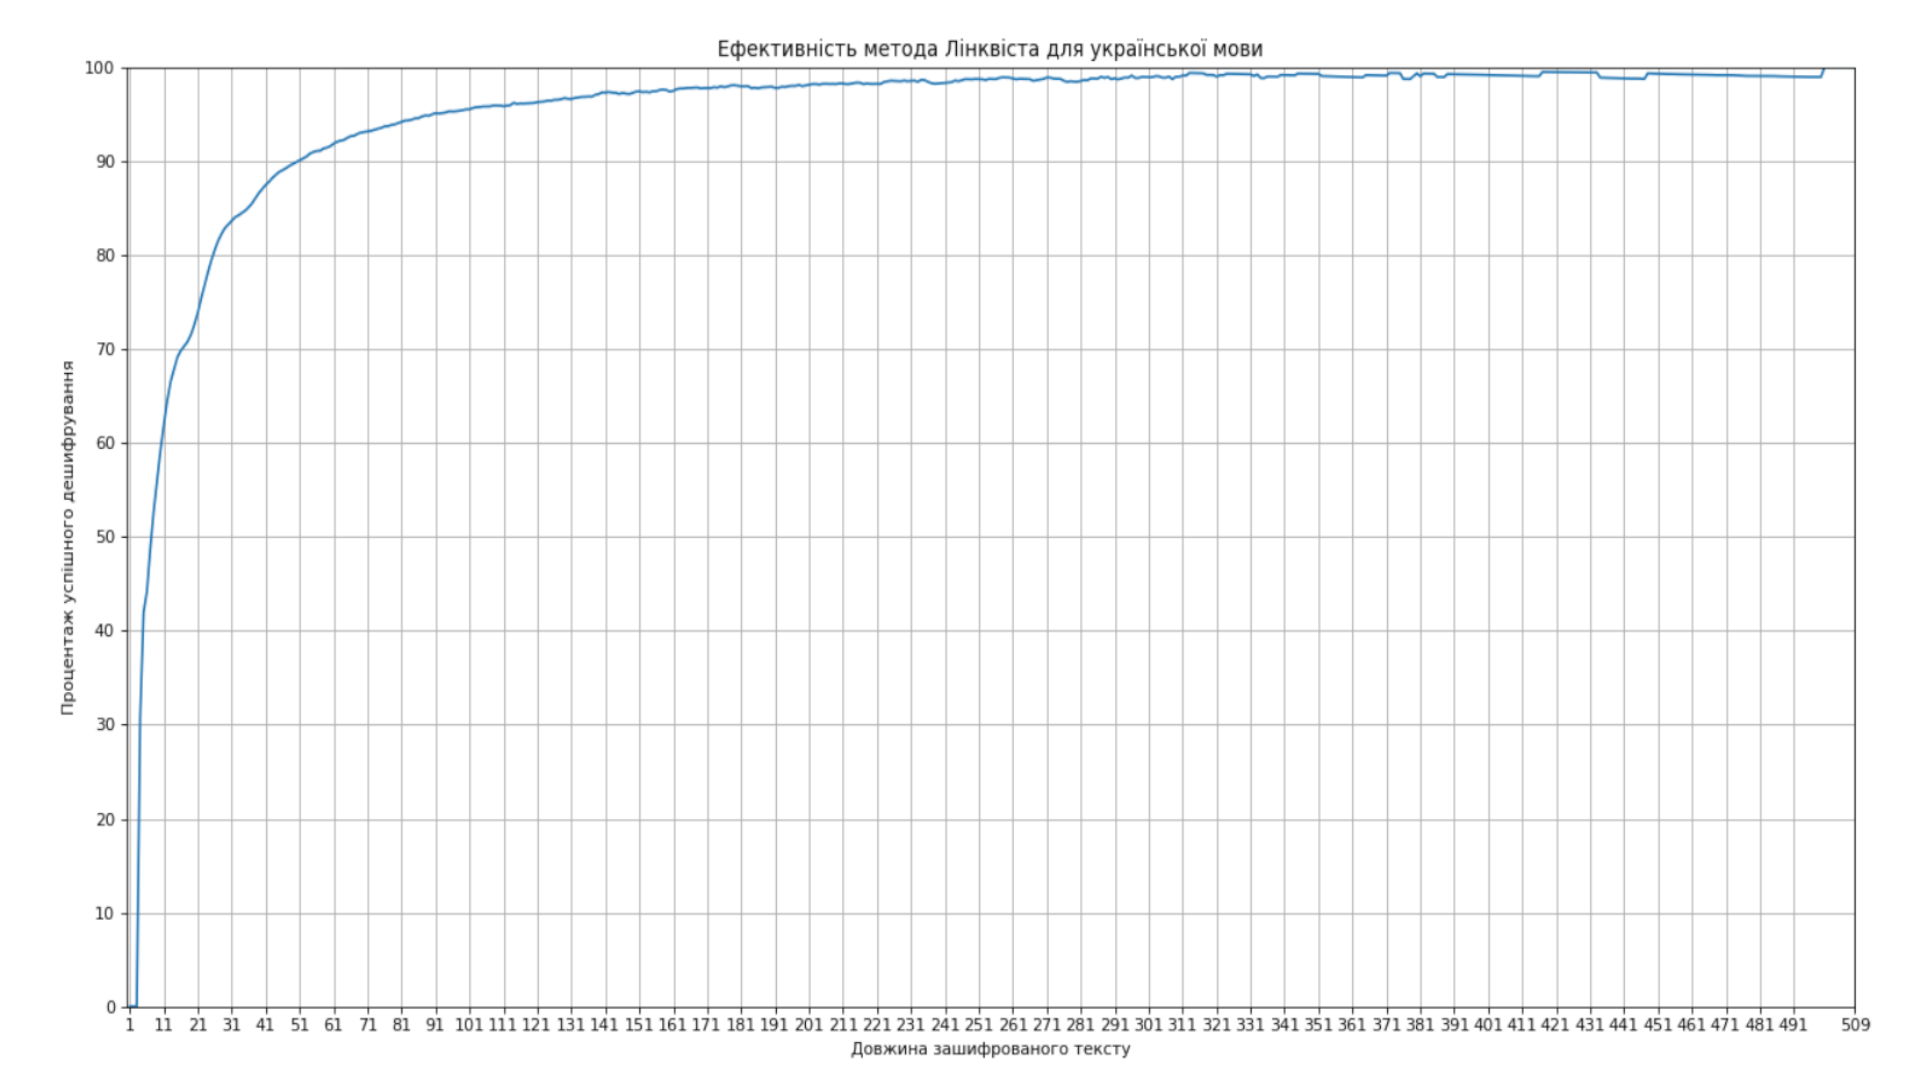 Ефективність метода Лінквіста для української мови
100
90
80
70
60
50
40
30
20
10
0
Процентаж успішного дешифрування
1 11 21 31 41 51 61 71 81 91 101 111 121 131 141 151 161 171 181 191 201 211 221 231 241 251 261 271 281 291 301 311 321 331 341 351 361 371 381 391 401 411 421 431 441 451 461 471 481 491 509
Довжина зашифрованого тексту